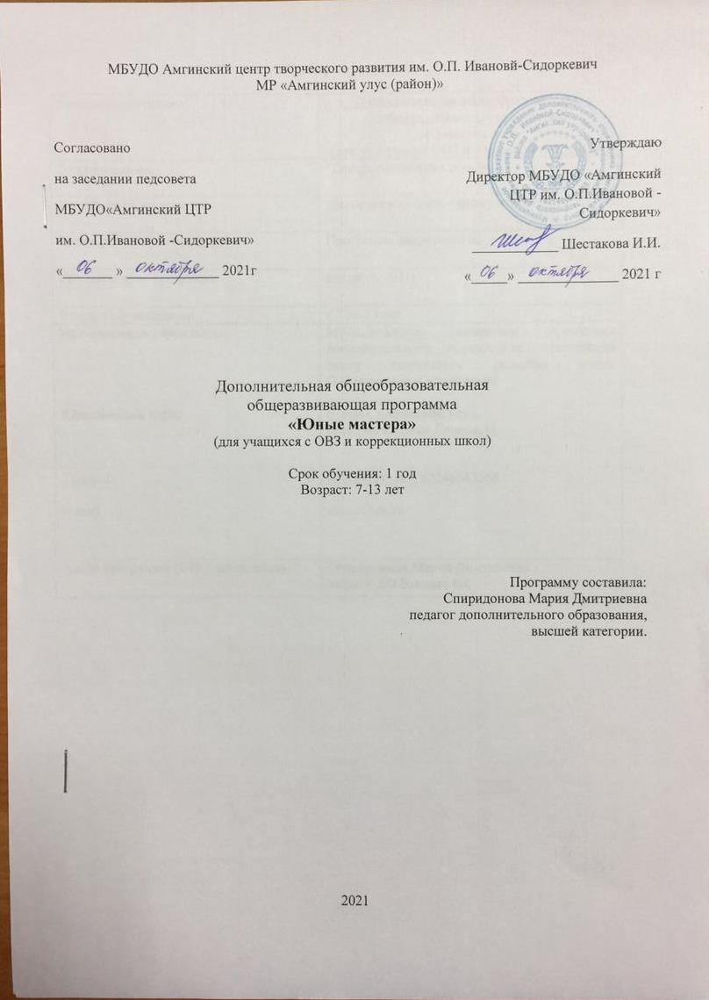 МБУДО Амгинский центр творческого развития им. О.П. Ивановй-Сидоркевич
МР «Амгинский улус (район)»
Согласовано
на заседании педсовета
МБУДО«Амгинский ЦТР
им. О.П.Ивановой -Сидоркевич»
« 06 » октября 2021г
Утверждаю
Директор МБУДО «Амгинский
ЦТР им. О.П.Ивановой -
Сидоркевич»
Шестакова И.И.
« 06 » октября 2021 г
Дополнительная общеобразовательная
общеразвивающая программа
«Юные мастера»
(для учащихся с ОВЗ и коррекционных школ)
Срок обучения: 1 год
Возраст: 7-13 лет
Программу составила:
Спиридонова Мария Дмитриевна
педагог дополнительного образования,
высшей категории.
2021